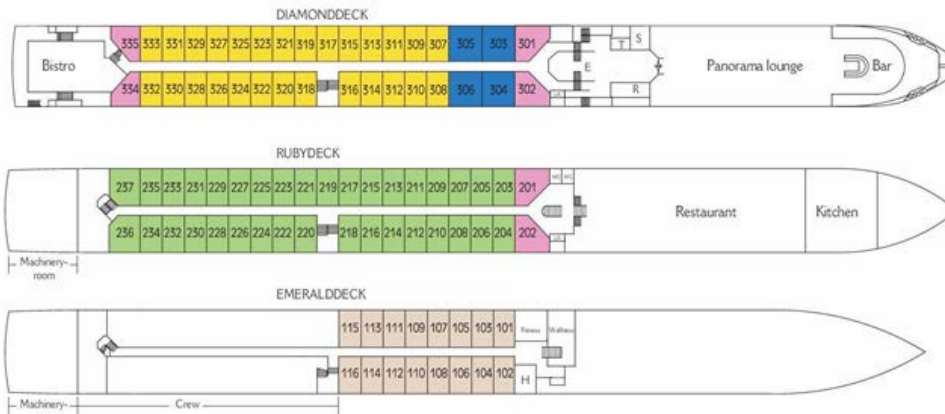 DIAMONDDECK
335 333 331 329 327 325 323 321 319 317 315 313 311 309 307 305 303 301
S
T
Bistro E Panorama lounge Bar
334 332 330 328 326 324 322 320 318 316 314 312 310 308 306 304 302
R
RUBYDECK
237 235 233 231 229 227 225 223 221 219 217 215 213 211 209 207 205 203 201
Restaurant Kitchen
236 234 232 230 228 226 224 222 220 218 216 214 212 210 208 206 204 202
Machinery-
room
EMERALDDECK
115 113 111 109 107 105 103 101 Fitness Wellness
116 114 112 110 108 106 104 102 H
Machinery- Crew